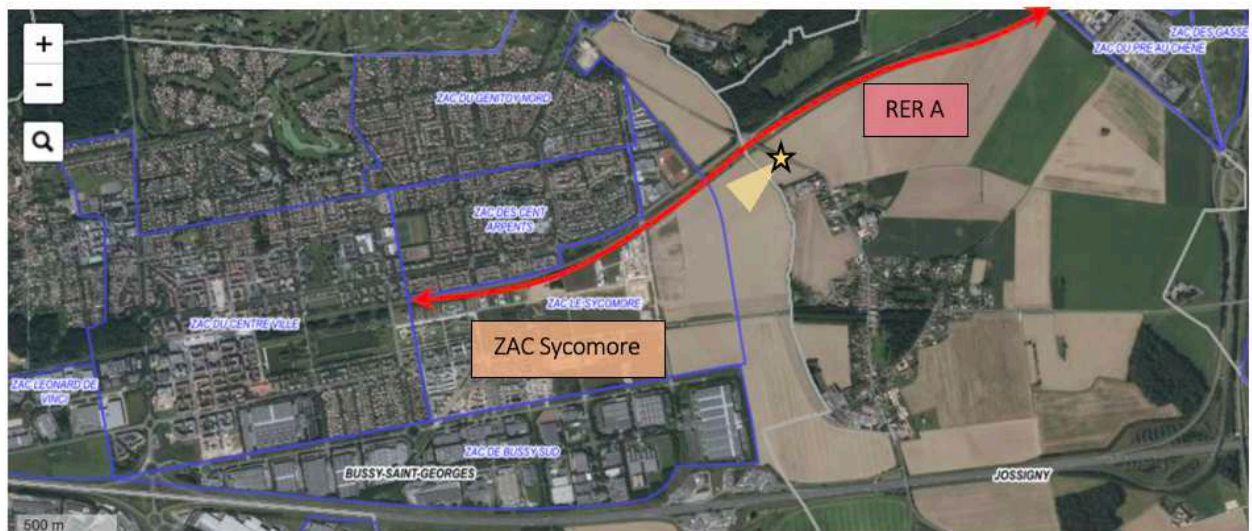 +
−
ZAC DES GASSE
ZAC DU PRE AU CHÊNE
ZAC DU GENITOY NORD
RER A
ZAC DES CENT
ARPENTS
ZAC LE SYCOMORE
ZAC DU CENTRE VILLE
ZAC Sycomore
ZAC LEONARD DE
VINCI
ZAC DE BUSSY SUD
BUSSY-SAINT-GEORGES
JOSSIGNY
500 m